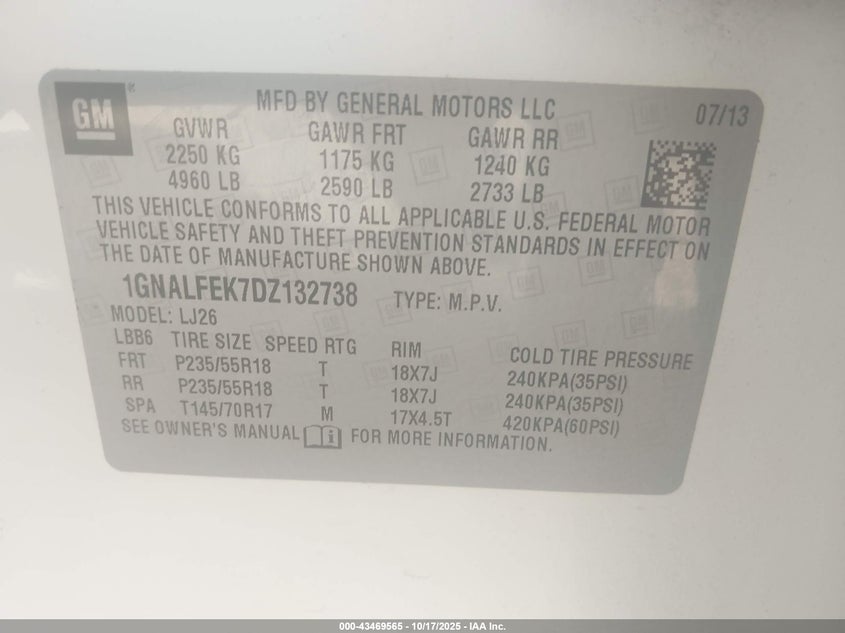 GM
MFD BY GENERAL MOTORS LLC
07/13
GVWR GAWR FRT GAWR RR
2250 KG 1175 KG 1240 KG
4960 LB 2590 LB 2733 LB
THIS VEHICLE CONFORMS TO ALL APPLICABLE U.S. FEDERAL MOTOR
VEHICLE SAFETY AND THEFT PREVENTION STANDARDS IN EFFECT ON
THE DATE OF MANUFACTURE SHOWN ABOVE.
1GNALFEK7DZ132738 TYPE: M.P.V.
MODEL: LJ26
LBB6 TIRE SIZE SPEED RTG RIM COLD TIRE PRESSURE
FRT P235/55R18 T 18X7J 240KPA(35PSI)
RR P235/55R18 T 18X7J 240KPA(35PSI)
SPA T145/70R17 M 17X4.5T 420KPA(60PSI)
SEE OWNER'S MANUAL FOR MORE INFORMATION.
000-43469565 - 10/17/2025 - IAA Inc.